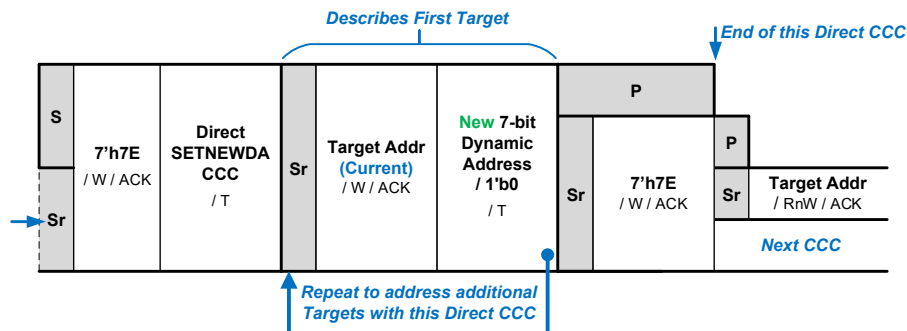 Describes First Target
End of this Direct CCC
S
Sr
7'h7E
/ W / ACK
Direct
SETNEWDA
CCC
/ T
Sr
Target Addr
(Current)
/ W / ACK
New 7-bit
Dynamic
Address
/ 1'b0
/ T
P
Sr
7'h7E
/ W / ACK
P
Sr
Target Addr
/ RnW / ACK
Next CCC
Repeat to address additional
Targets with this Direct CCC